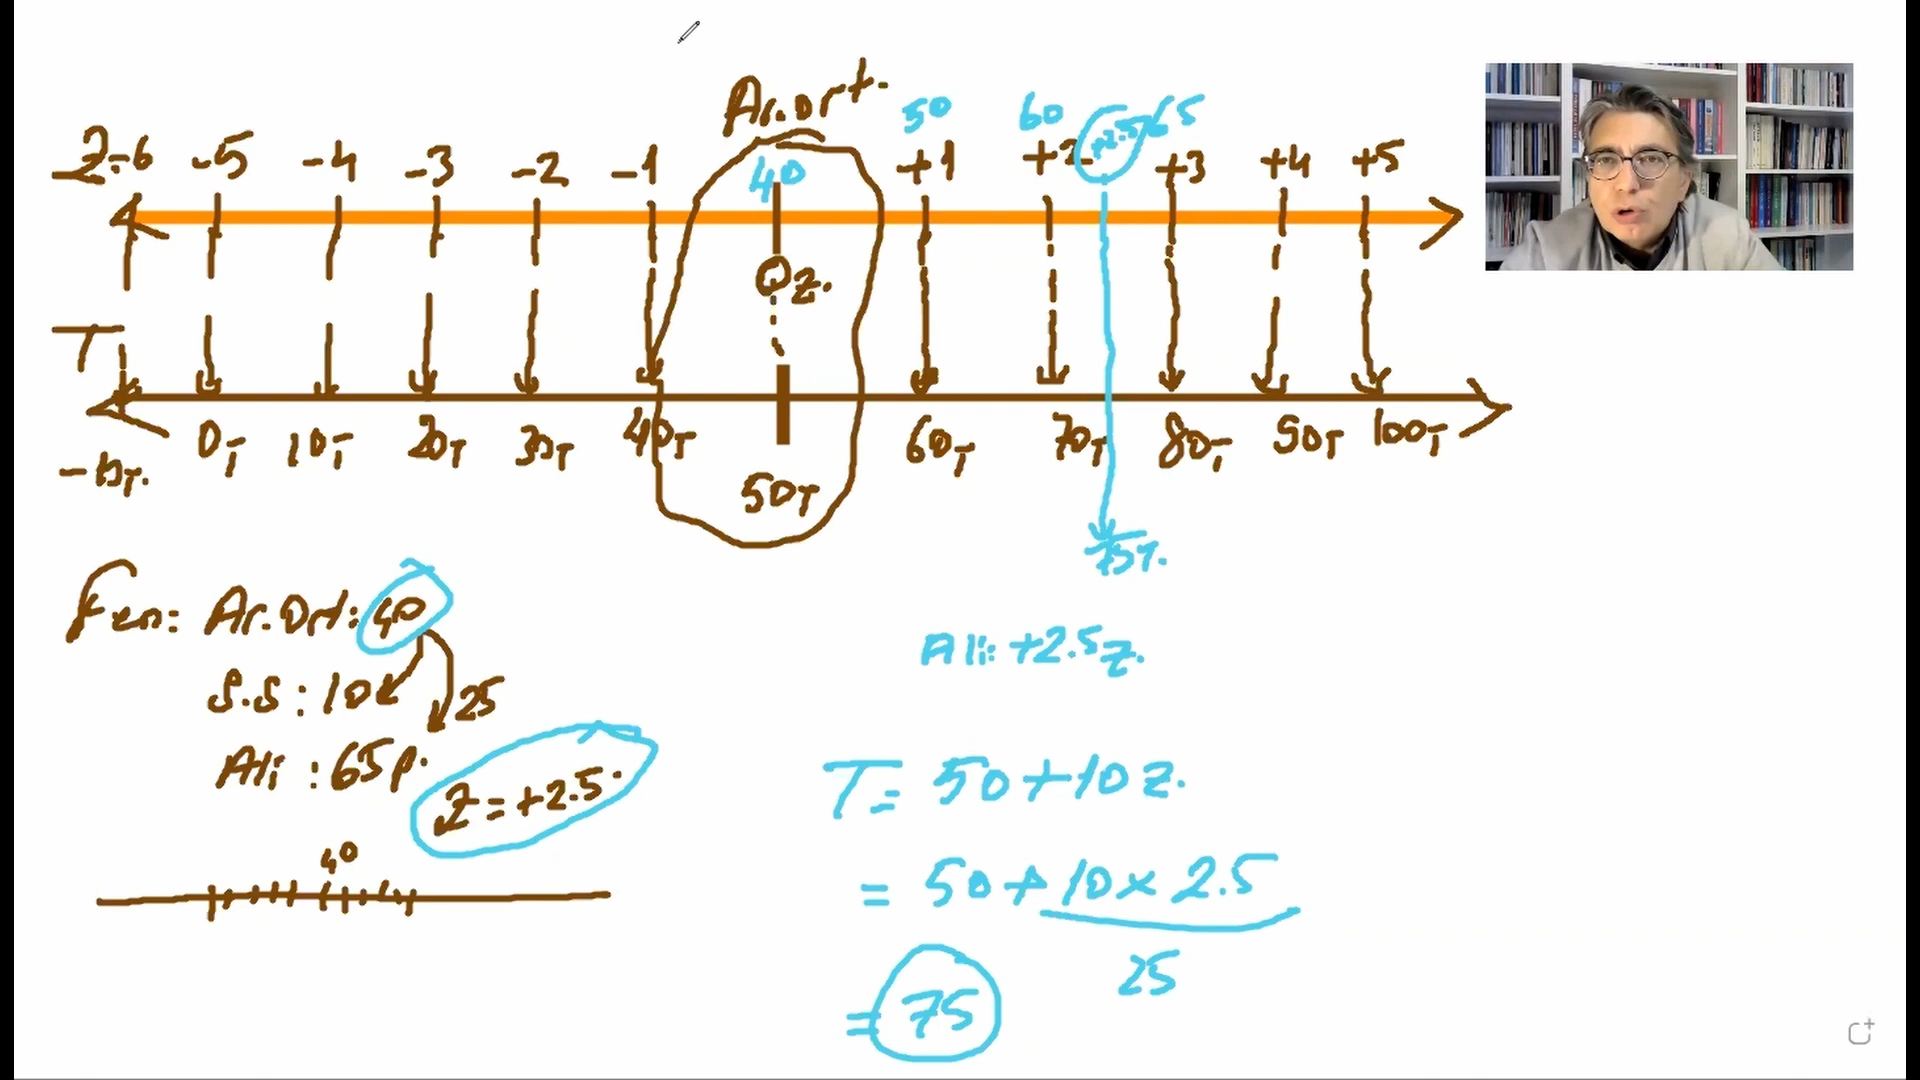 Ar.Ort.
50 60 +2.5 65
Z -6 -5 -4 -3 -2 -1 40 +1 +2 +3 +4 +5
0z.
T
-10T. 0T 10T 20T 30T 40T 50T 60T 70T 80T 90T 100T
75T.
Fen: Ar.Ort: 40
S.S : 10 25
Ali : 65p.
Z = +2.5.
40
Ali: +2.5z.
T = 50+10z.
= 50+10x2.5
25
= 75